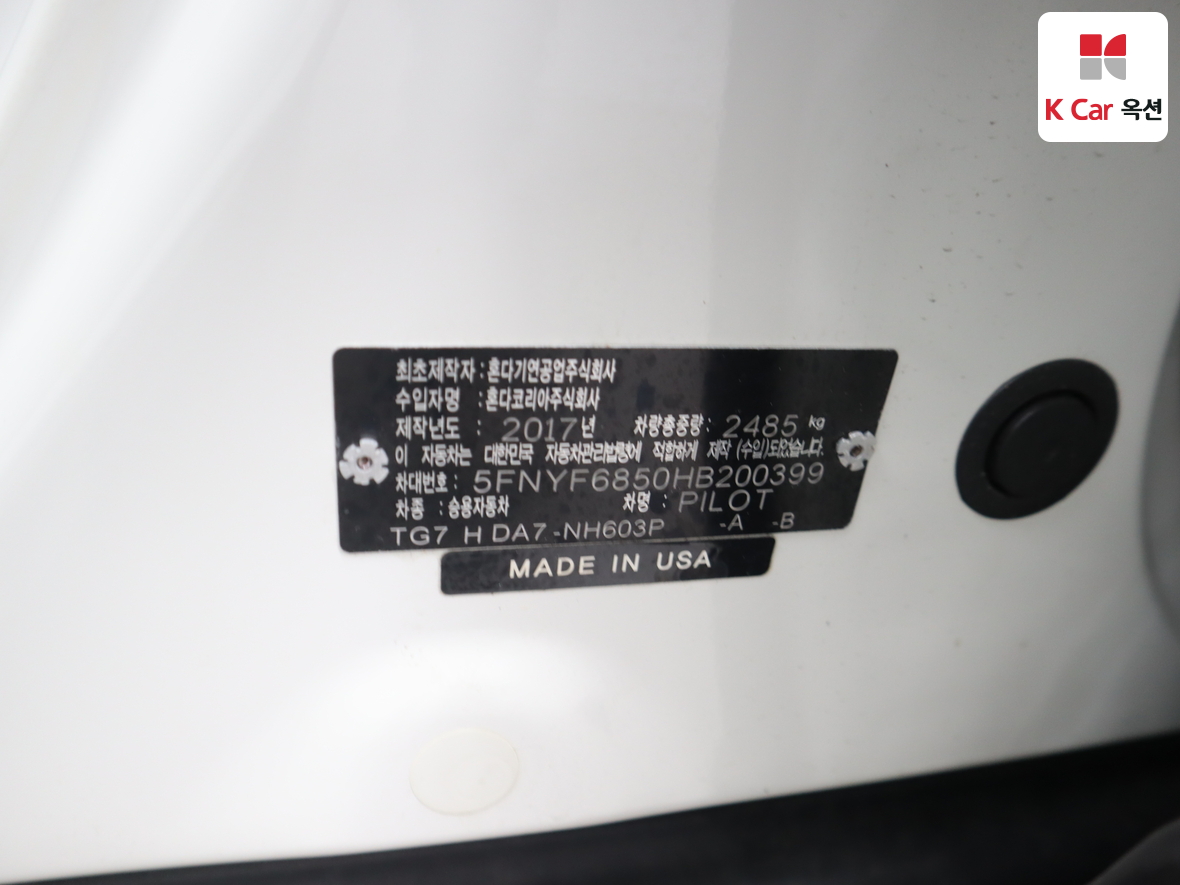 K Car 옥션
최초제작자 : 혼다기연공업주식회사
수입자명 : 혼다코리아주식회사
제작년도 : 2017년 차량총중량 : 2485 kg
이 자동차는 대한민국 자동차관리법령에 적합하게 제작 (수입)되었습니다.
차대번호 : 5FNYF6850HB200399
차종 : 승용자동차 차명 : PILOT
TG7 H DA7 -NH603P -A -B
MADE IN USA